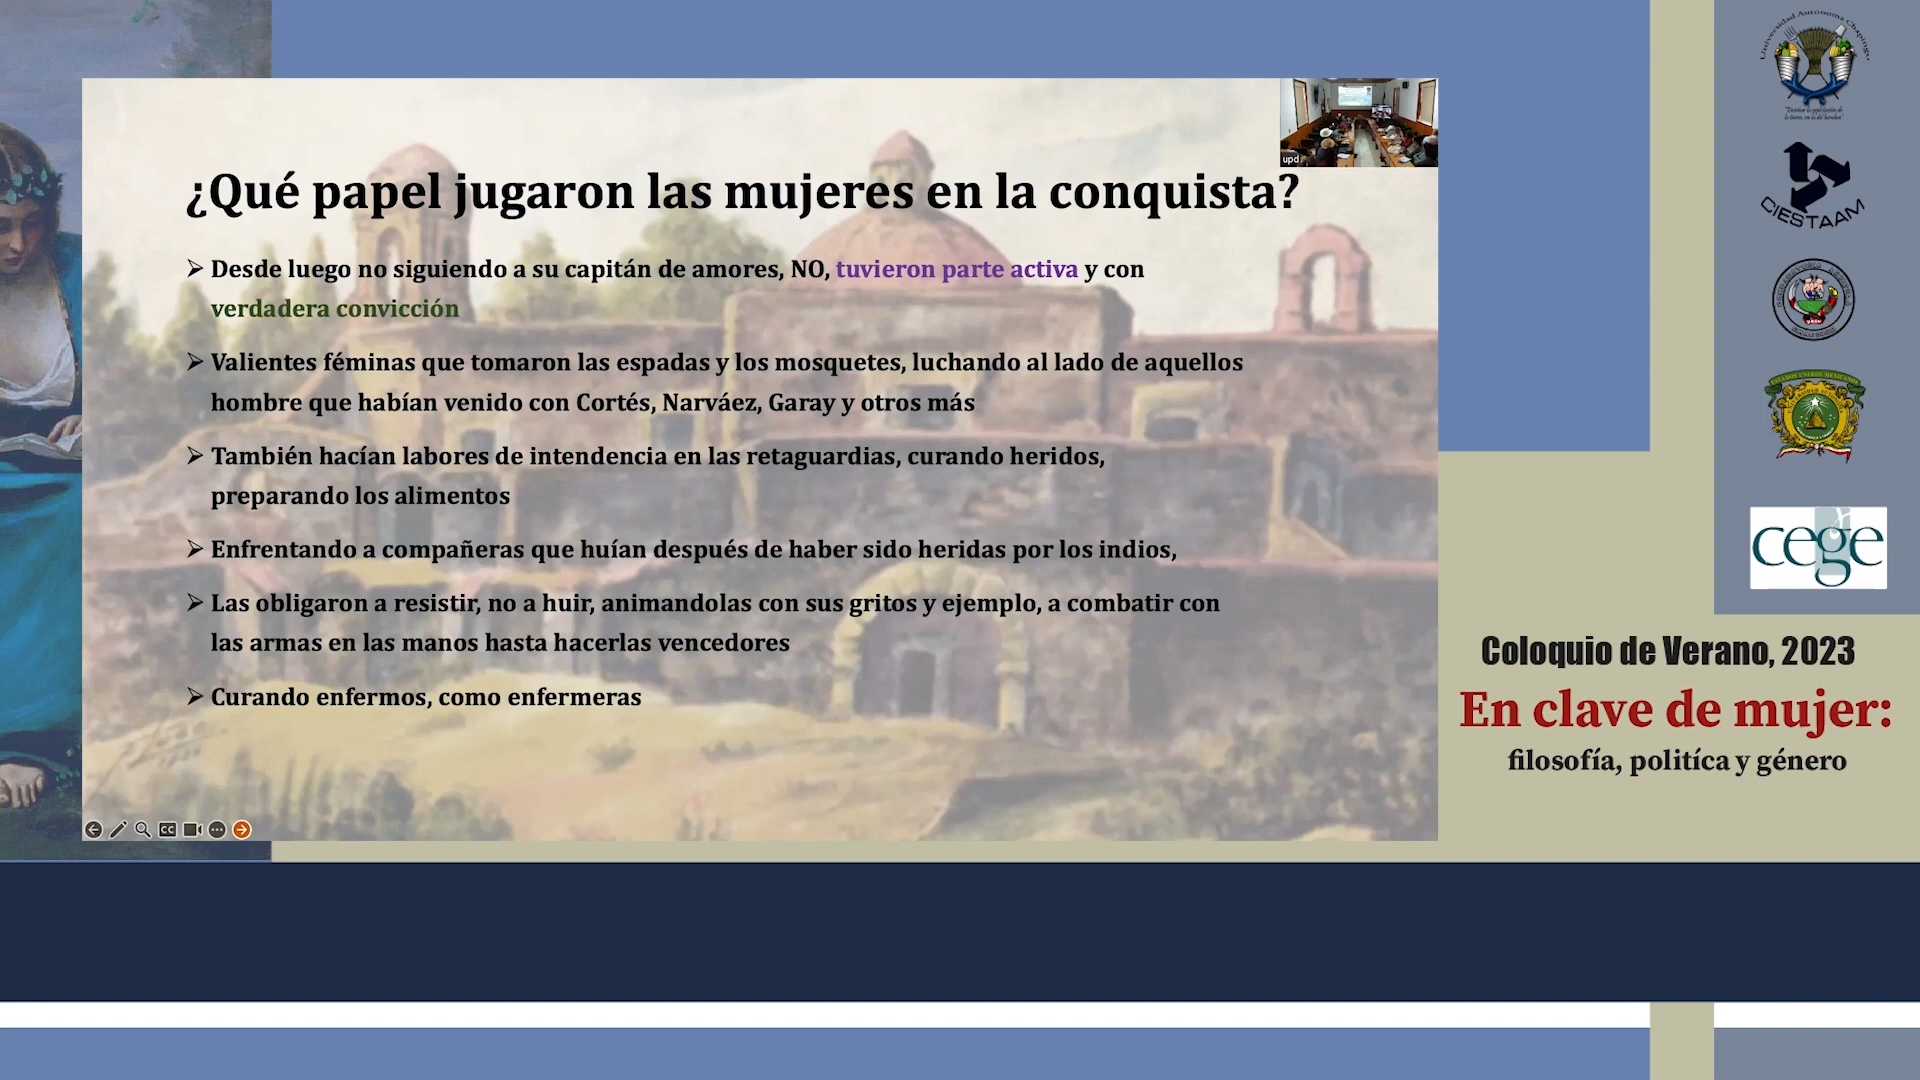 ¿Qué papel jugaron las mujeres en la conquista?
Desde luego no siguiendo a su capitán de amores, NO, tuvieron parte activa y con
verdadera convicción
Valientes féminas que tomaron las espadas y los mosquetes, luchando al lado de aquellos
hombre que habían venido con Cortés, Narváez, Garay y otros más
También hacían labores de intendencia en las retaguardias, curando heridos,
preparando los alimentos
Enfrentando a compañeras que huían después de haber sido heridas por los indios,
Las obligaron a resistir, no a huir, animandolas con sus gritos y ejemplo, a combatir con
las armas en las manos hasta hacerlas vencedores
Curando enfermos, como enfermeras
upd
CC
Universidad Autónoma Chapingo
CIESTAAM
cege
Coloquio de Verano, 2023
En clave de mujer:
filosofía, politíca y género